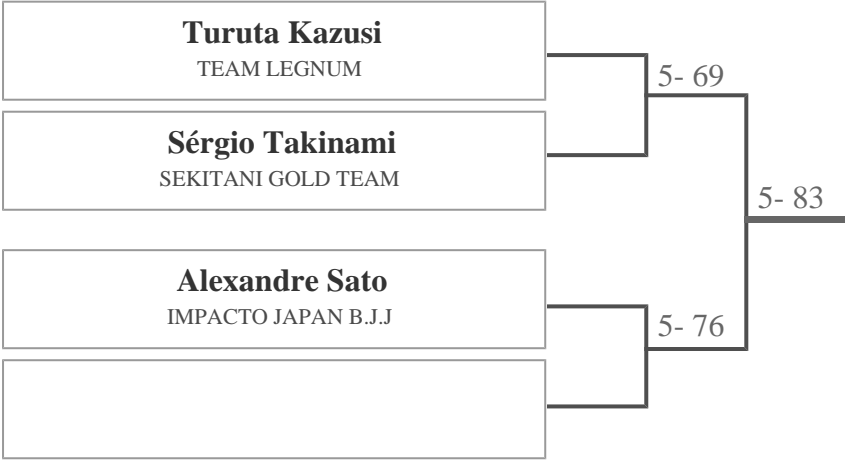 Turuta Kazusi
TEAM LEGNUM
5- 69
Sérgio Takinami
SEKITANI GOLD TEAM
5- 83
Alexandre Sato
IMPACTO JAPAN B.J.J
5- 76